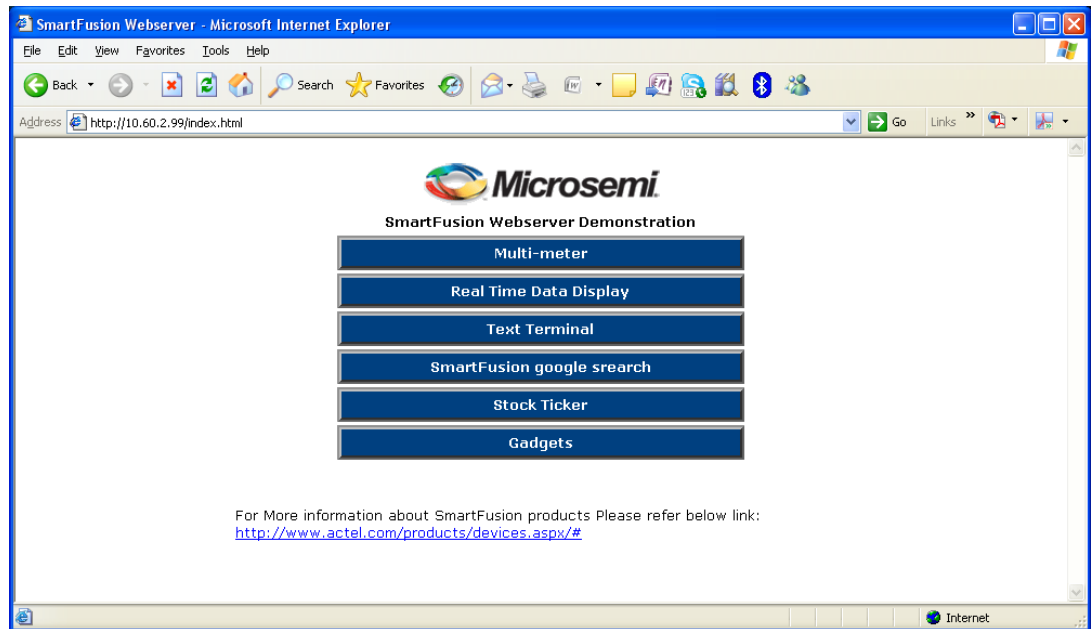 SmartFusion Webserver - Microsoft Internet Explorer
File Edit View Favorites Tools Help
Back Search Favorites
Address http://10.60.2.99/index.html Go Links »
Microsemi.
SmartFusion Webserver Demonstration
Multi-meter
Real Time Data Display
Text Terminal
SmartFusion google srearch
Stock Ticker
Gadgets
For More information about SmartFusion products Please refer below link:
http://www.actel.com/products/devices.aspx/#
Internet